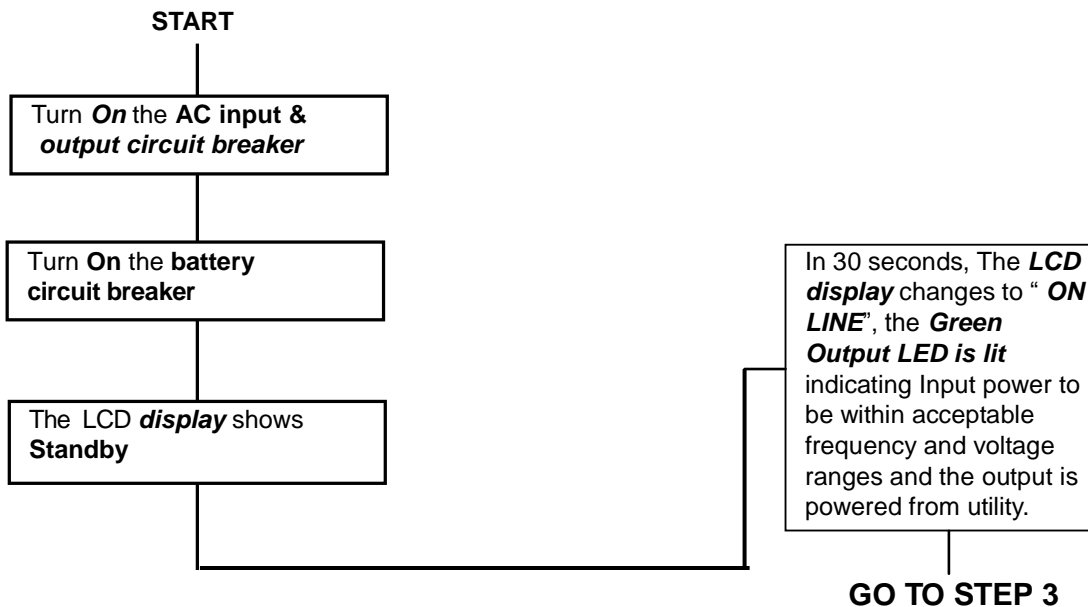 START
Turn On the AC input &
output circuit breaker
Turn On the battery
circuit breaker
The LCD display shows
Standby
In 30 seconds, The LCD
display changes to “ ON
LINE”, the Green
Output LED is lit
indicating Input power to
be within acceptable
frequency and voltage
ranges and the output is
powered from utility.
GO TO STEP 3